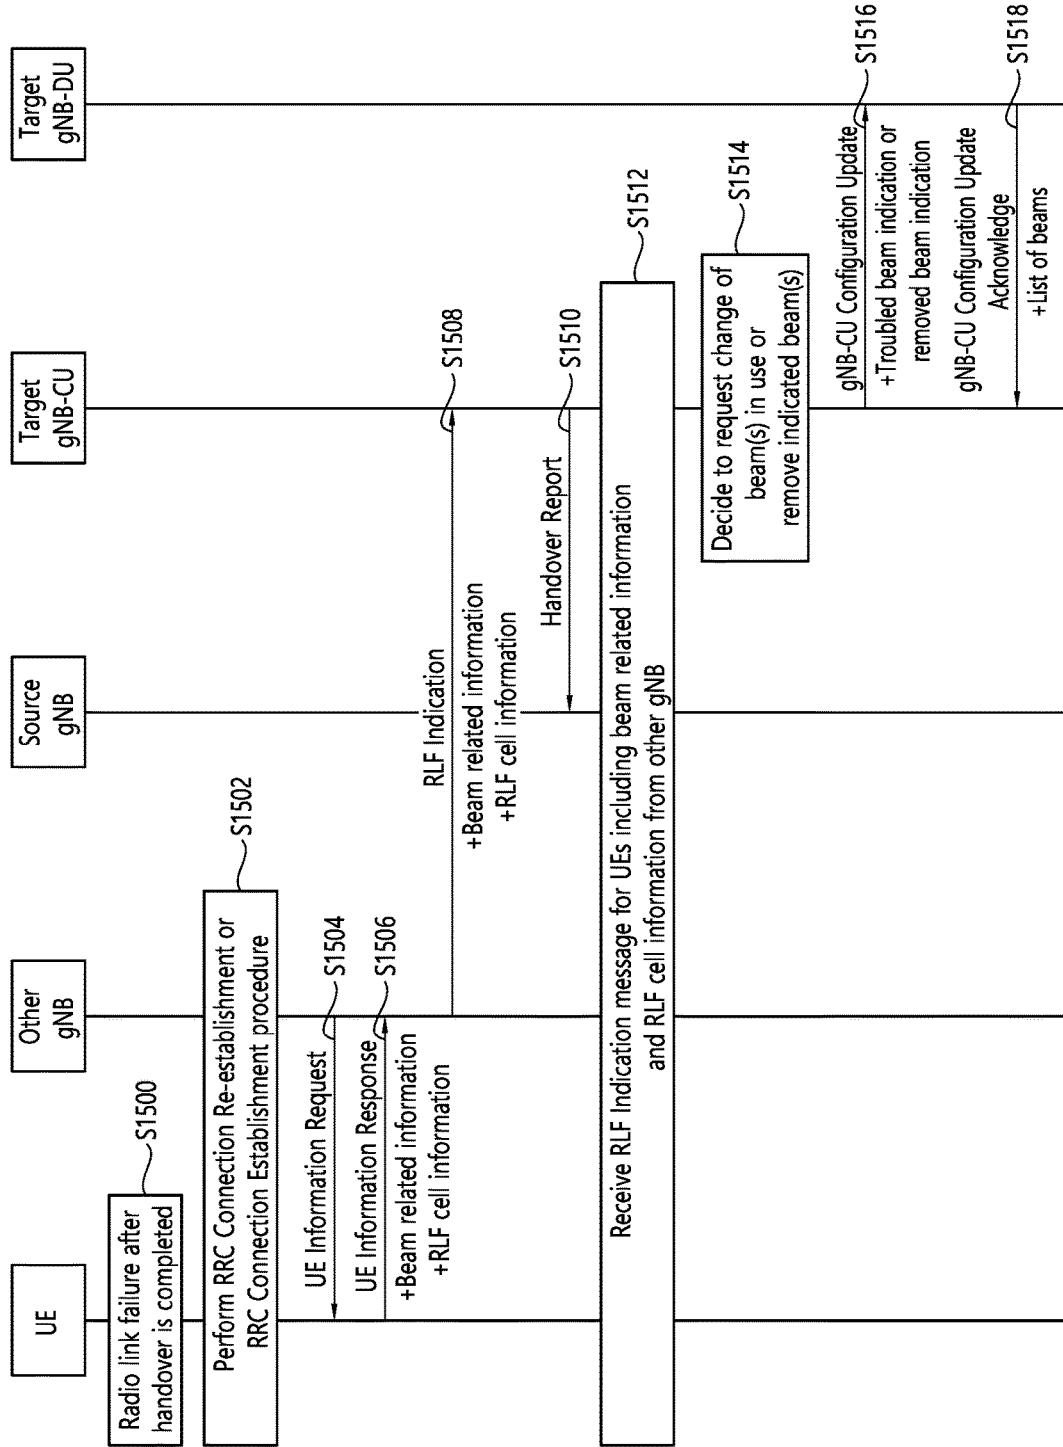 UE
Other
gNB
Source
gNB
Target
gNB-CU
Target
gNB-DU
Radio link failure after
handover is completed
S1500
Perform RRC Connection Re-establishment or
RRC Connection Establishment procedure
S1502
UE Information Request
S1504
UE Information Response
S1506
+Beam related information
+RLF cell information
RLF Indication
S1508
+Beam related information
+RLF cell information
Handover Report
S1510
Receive RLF Indication message for UEs including beam related information
and RLF cell information from other gNB
S1512
Decide to request change of
beam(s) in use or
remove indicated beam(s)
S1514
gNB-CU Configuration Update
S1516
+Troubled beam indication or
removed beam indication
gNB-CU Configuration Update
Acknowledge
S1518
+List of beams